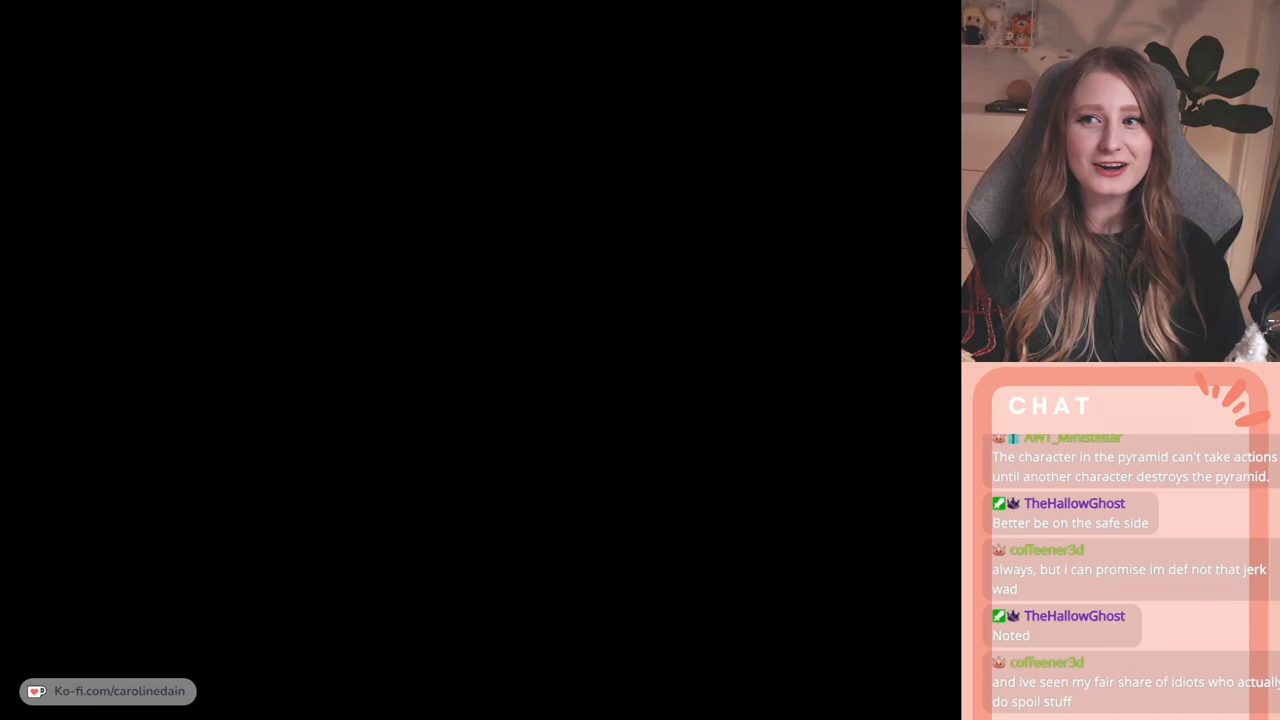 CHAT
AWT_Ministellar
The character in the pyramid can't take actions
until another character destroys the pyramid.
TheHallowGhost
Better be on the safe side
coffeener3d
always, but i can promise im def not that jerk
wad
TheHallowGhost
Noted
coffeener3d
and ive seen my fair share of idiots who actually
do spoil stuff
Ko-fi.com/carolinedain